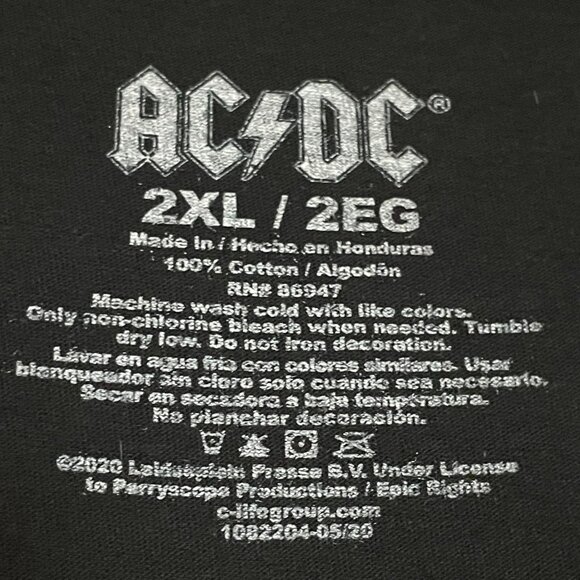 AC/DC®
2XL / 2EG
Made in / Hecho en Honduras
100% Cotton / Algodón
RN# 86947
Machine wash cold with like colors.
Only non-chlorine bleach when needed. Tumble
dry low. Do not iron decoration.
Lavar en agua fria con colores similares. Usar
blanqueador sin cloro solo cuando sea necesario.
Secar en secadora a baja temperatura.
No planchar decoración.
©2020 Leidseplein Presse B.V. Under License
to Perryscope Productions / Epic Rights
c-lifegroup.com
1082204-05/20